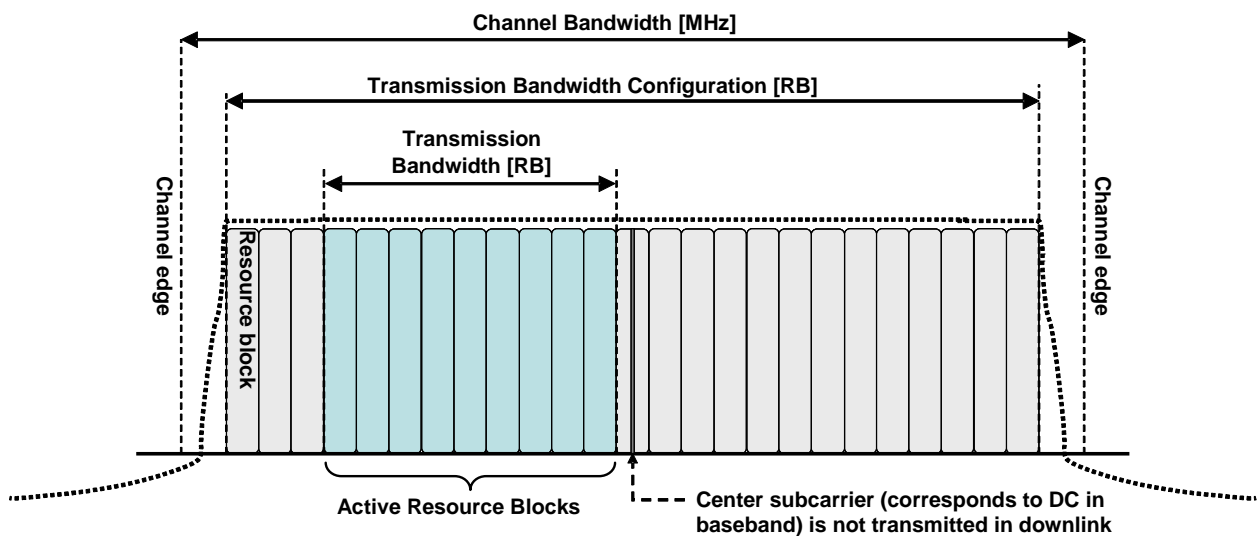 Channel Bandwidth [MHz]
Transmission Bandwidth Configuration [RB]
Transmission
Bandwidth [RB]
Channel edge
Channel edge
Resource block
Active Resource Blocks
Center subcarrier (corresponds to DC in
baseband) is not transmitted in downlink